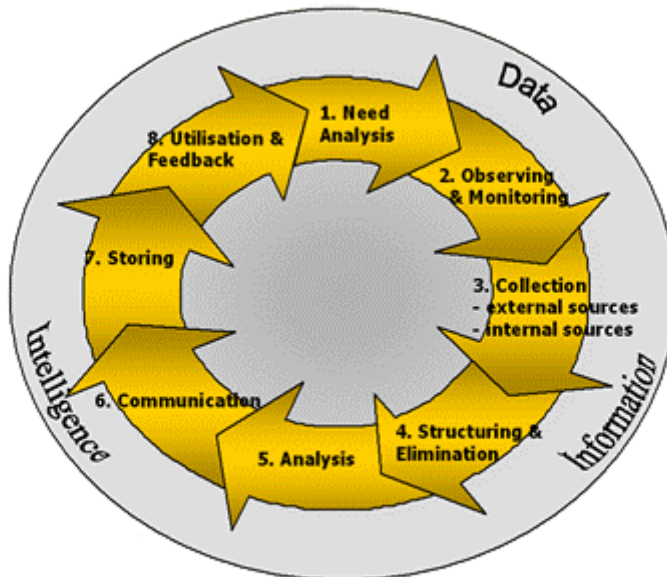 Data
1. Need
Analysis
2. Observing
& Monitoring
3. Collection
- external sources
- internal sources
Information
4. Structuring &
Elimination
5. Analysis
6. Communication
Intelligence
7. Storing
8. Utilisation &
Feedback